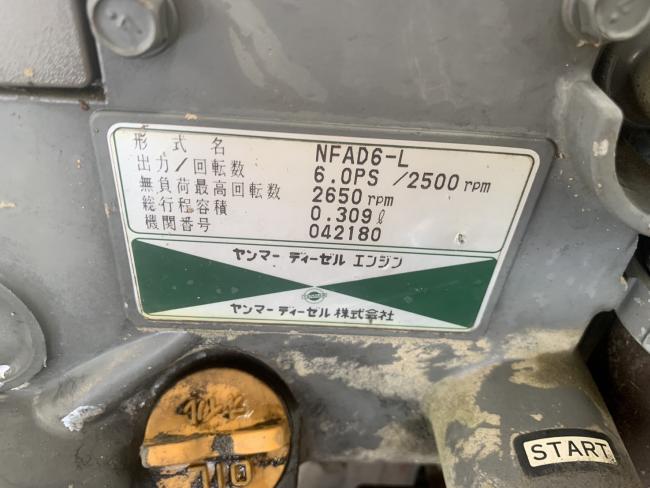 形式名 NFAD6-L
出力/回転数 6.0PS /2500 rpm
無負荷最高回転数 2650 rpm
総行程容積 0.309ℓ
機関番号 042180
ヤンマー ディーゼル エンジン
ヤンマー ディーゼル 株式会社
START